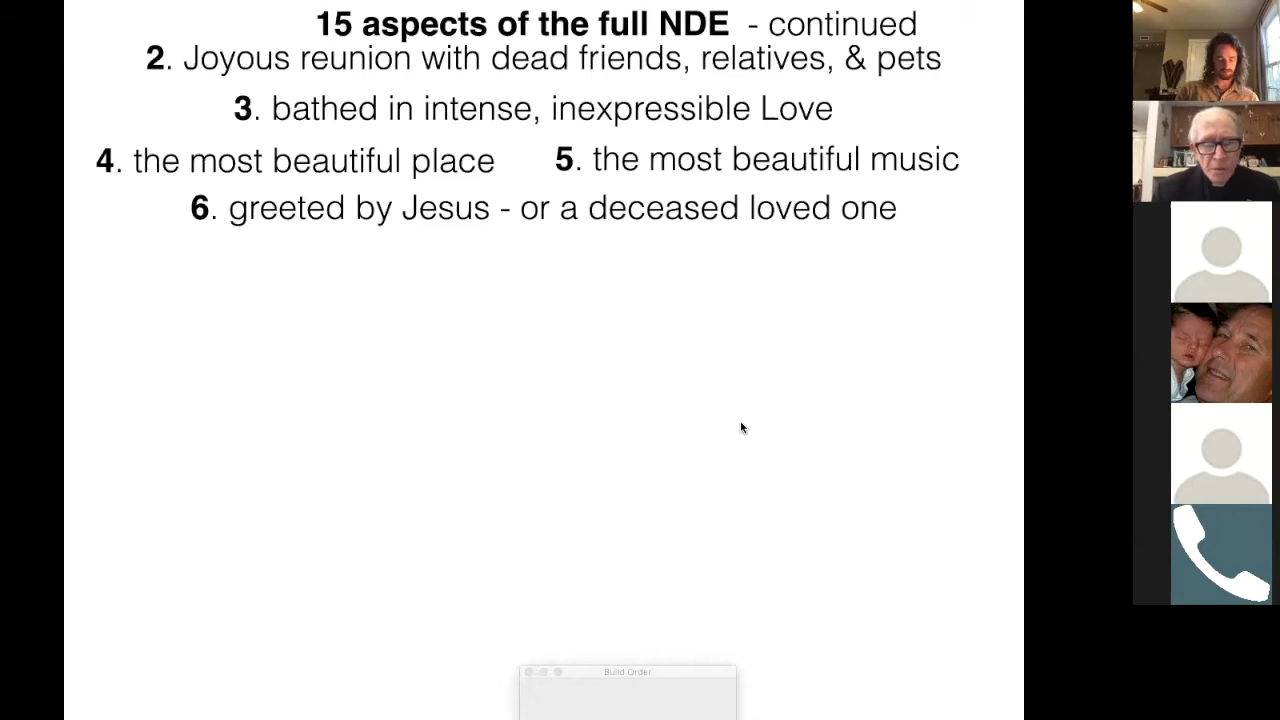 15 aspects of the full NDE - continued
2. Joyous reunion with dead friends, relatives, & pets
3. bathed in intense, inexpressible Love
4. the most beautiful place 5. the most beautiful music
6. greeted by Jesus - or a deceased loved one
Build Order